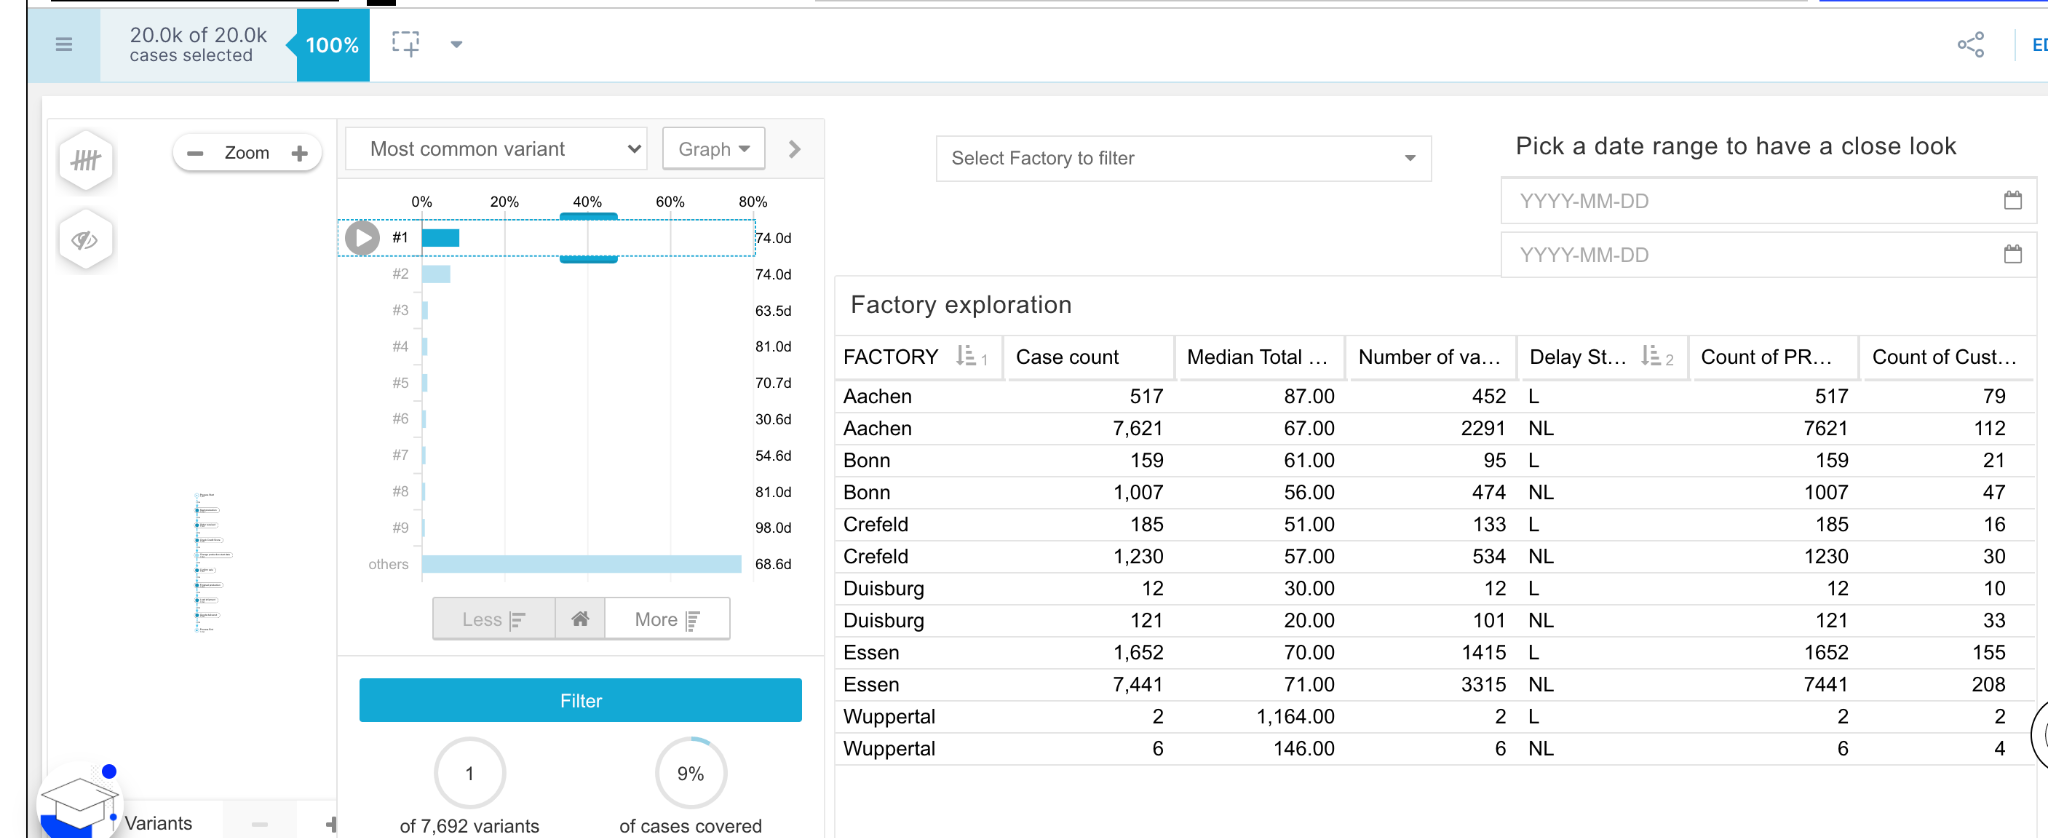 20.0k of 20.0k
cases selected
100%
ED
Zoom
Most common variant
Graph
Select Factory to filter
Pick a date range to have a close look
YYYY-MM-DD
YYYY-MM-DD
0% 20% 40% 60% 80%
#1 74.0d
#2 74.0d
#3 63.5d
#4 81.0d
#5 70.7d
#6 30.6d
#7 54.6d
#8 81.0d
#9 98.0d
others 68.6d
Less More
Filter
1 9%
of 7,692 variants of cases covered
Variants
Factory exploration
FACTORY 1 Case count Median Total ... Number of va... Delay St... 2 Count of PR... Count of Cust...
Aachen 517 87.00 452 L 517 79
Aachen 7,621 67.00 2291 NL 7621 112
Bonn 159 61.00 95 L 159 21
Bonn 1,007 56.00 474 NL 1007 47
Crefeld 185 51.00 133 L 185 16
Crefeld 1,230 57.00 534 NL 1230 30
Duisburg 12 30.00 12 L 12 10
Duisburg 121 20.00 101 NL 121 33
Essen 1,652 70.00 1415 L 1652 155
Essen 7,441 71.00 3315 NL 7441 208
Wuppertal 2 1,164.00 2 L 2 2
Wuppertal 6 146.00 6 NL 6 4